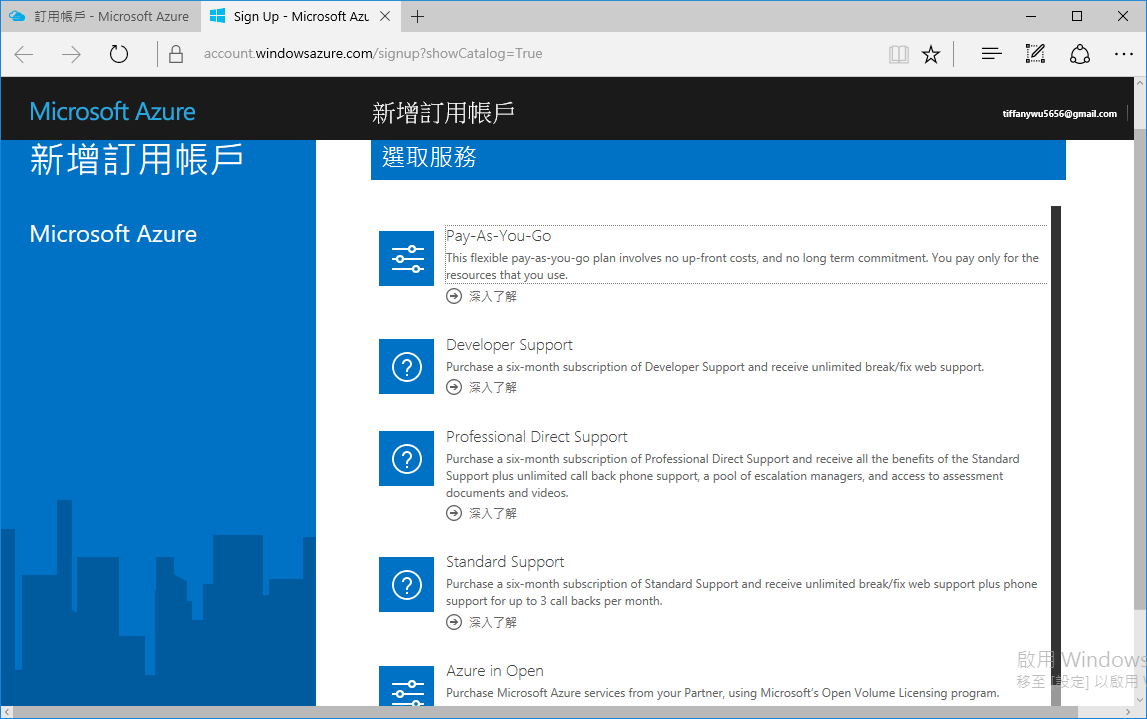 訂用帳戶 - Microsoft Azure
Sign Up - Microsoft Azu
account.windowsazure.com/signup?showCatalog=True
Microsoft Azure
新增訂用帳戶
tiffanywu5656@gmail.com
新增訂用帳戶
選取服務
Microsoft Azure
Pay-As-You-Go
This flexible pay-as-you-go plan involves no up-front costs, and no long term commitment. You pay only for the
resources that you use.
深入了解
Developer Support
Purchase a six-month subscription of Developer Support and receive unlimited break/fix web support.
深入了解
Professional Direct Support
Purchase a six-month subscription of Professional Direct Support and receive all the benefits of the Standard
Support plus unlimited call back phone support, a pool of escalation managers, and access to assessment
documents and videos.
深入了解
Standard Support
Purchase a six-month subscription of Standard Support and receive unlimited break/fix web support plus phone
support for up to 3 call backs per month.
深入了解
Azure in Open
Purchase Microsoft Azure services from your Partner, using Microsoft's Open Volume Licensing program.
啟用 Windows
移至 [設定] 以啟用